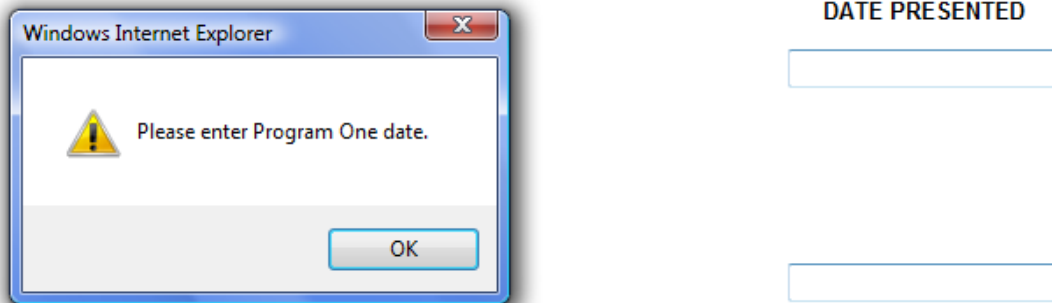 Windows Internet Explorer
Please enter Program One date.
OK
DATE PRESENTED